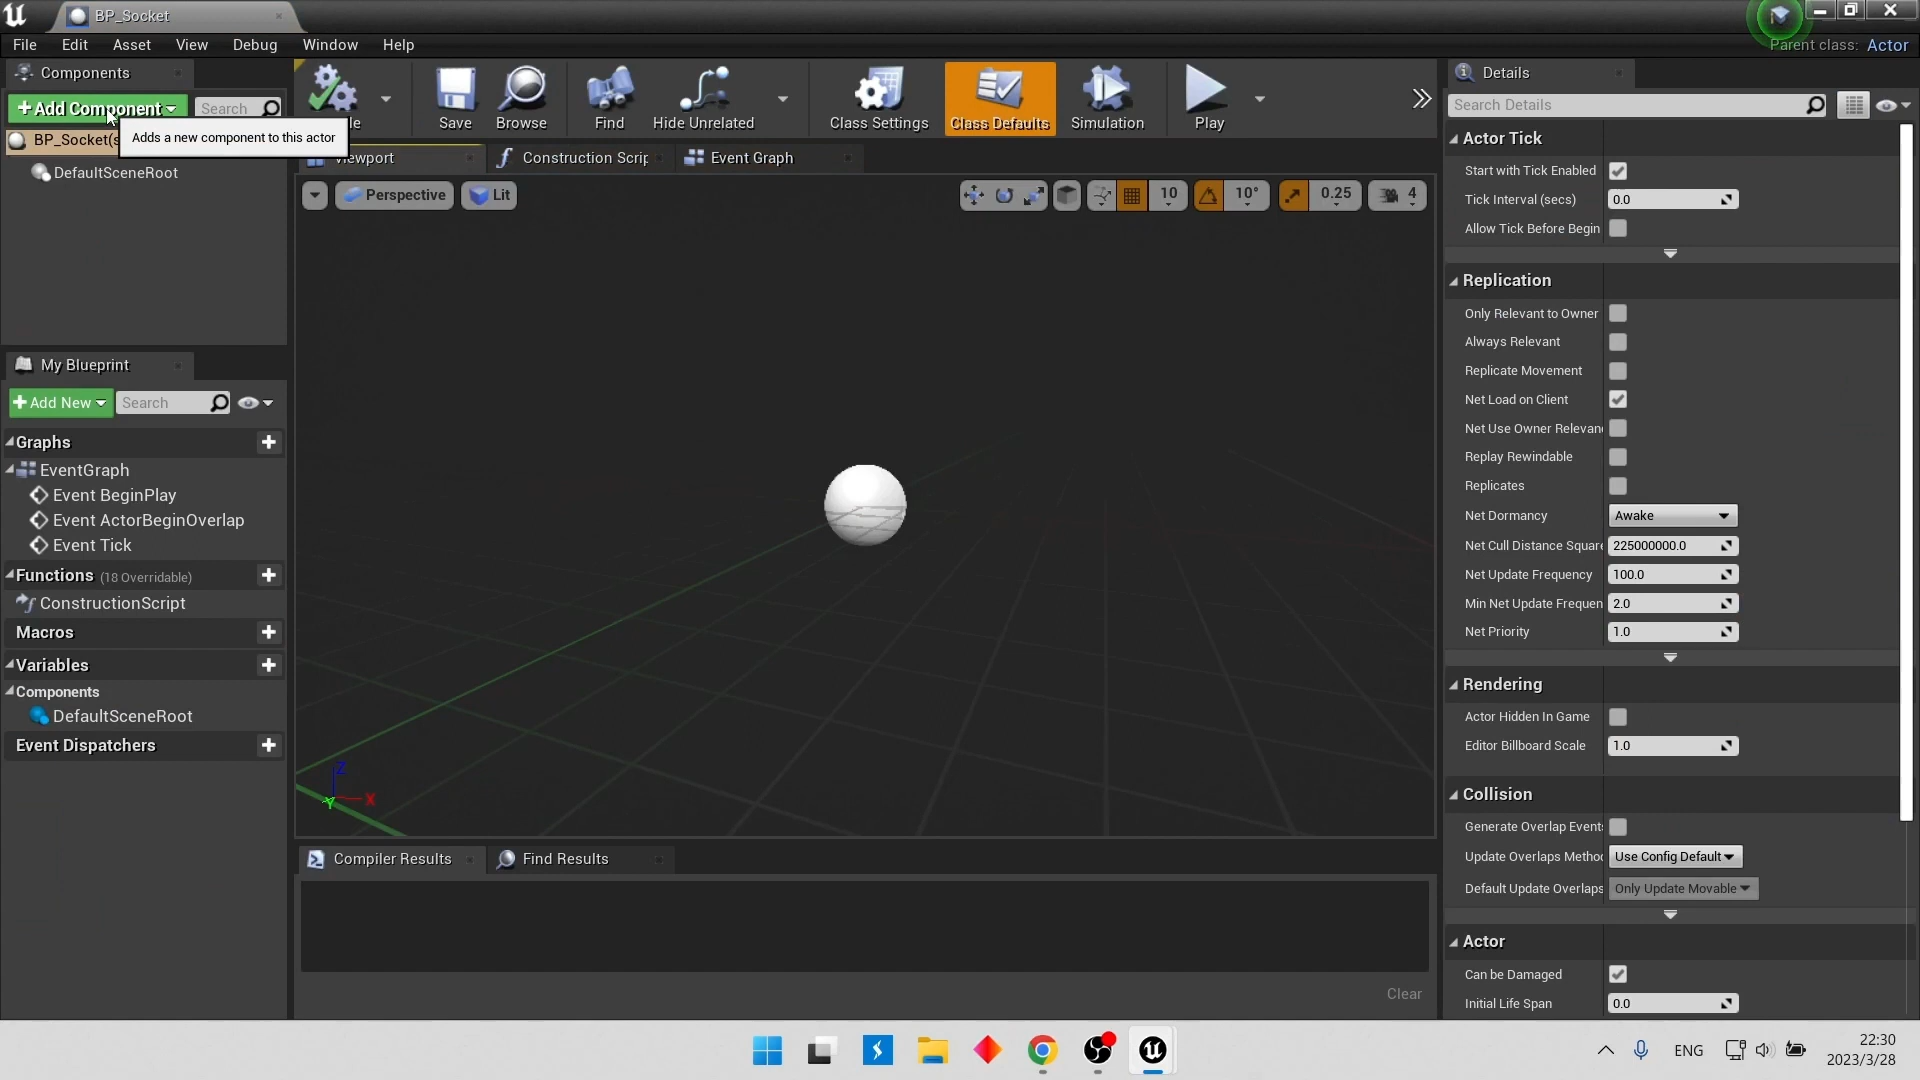 BP_Socket
File Edit Asset View Debug Window Help
Parent class: Actor
Components
Add Component
Search
Adds a new component to this actor
BP_Socket(s
DefaultSceneRoot
My Blueprint
Add New
Search
Graphs
EventGraph
Event BeginPlay
Event ActorBeginOverlap
Event Tick
Functions (18 Overridable)
ConstructionScript
Macros
Variables
Components
DefaultSceneRoot
Event Dispatchers
Save
Browse
Find
Hide Unrelated
Class Settings
Class Defaults
Simulation
Play
Viewport
Construction Scrip
Event Graph
Perspective
Lit
10
10°
0.25
4
Z
X
Y
Compiler Results
Find Results
Clear
Details
Search Details
Actor Tick
Start with Tick Enabled
Tick Interval (secs) 0.0
Allow Tick Before Begin
Replication
Only Relevant to Owner
Always Relevant
Replicate Movement
Net Load on Client
Net Use Owner Relevan
Replay Rewindable
Replicates
Net Dormancy Awake
Net Cull Distance Square 225000000.0
Net Update Frequency 100.0
Min Net Update Frequen 2.0
Net Priority 1.0
Rendering
Actor Hidden In Game
Editor Billboard Scale 1.0
Collision
Generate Overlap Events
Update Overlaps Metho Use Config Default
Default Update Overlaps Only Update Movable
Actor
Can be Damaged
Initial Life Span 0.0
ENG
22:30
2023/3/28